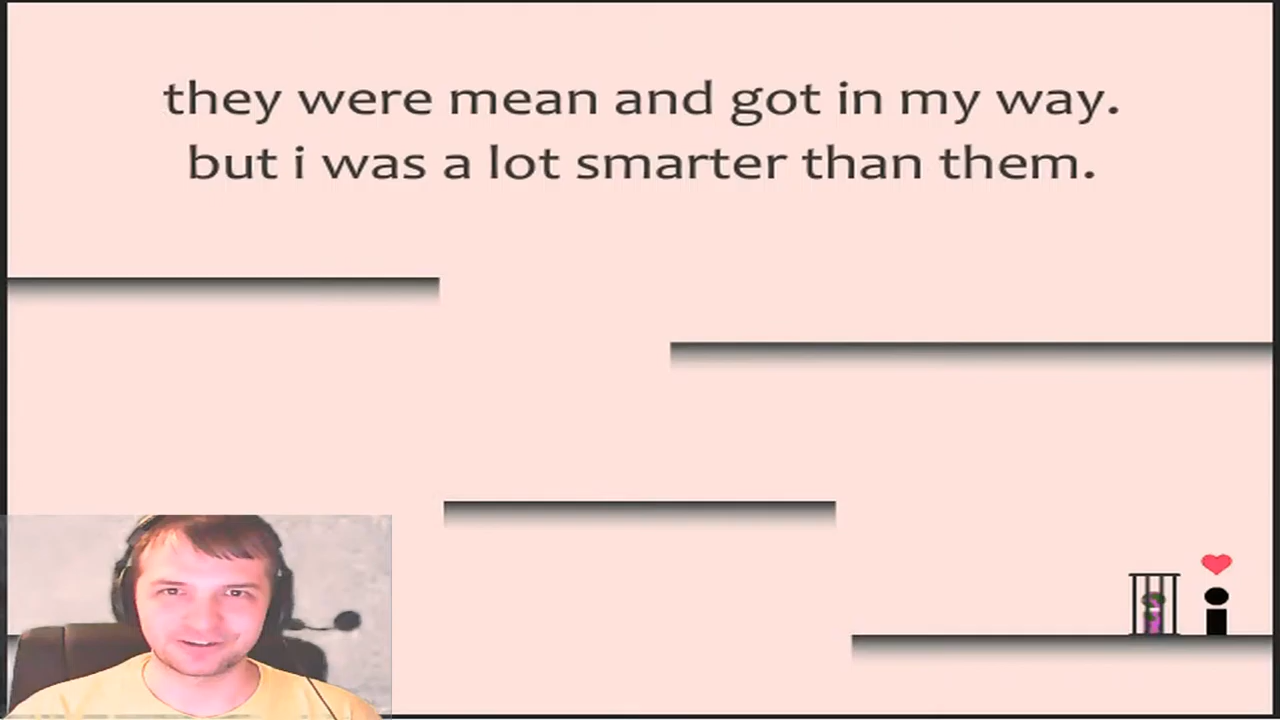 they were mean and got in my way.
but i was a lot smarter than them.